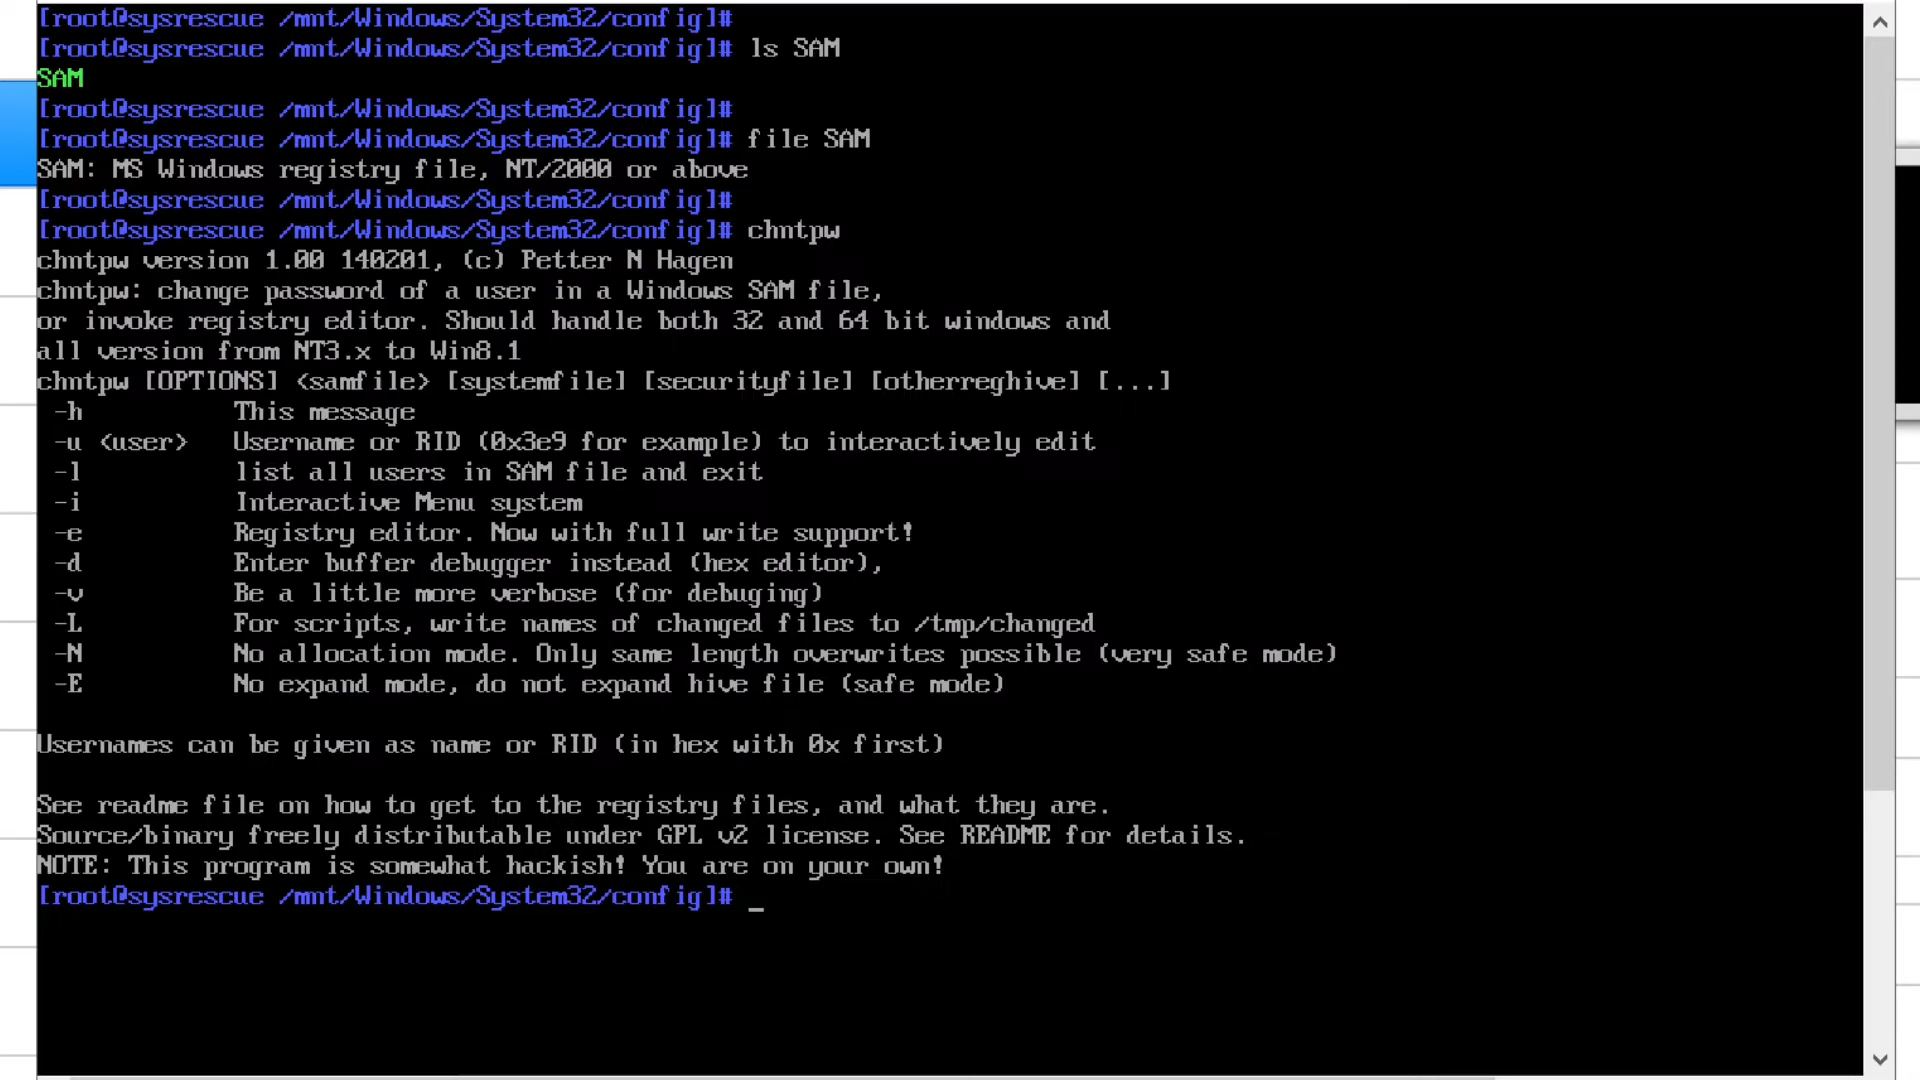 [root@sysrescue /mnt/Windows/System32/config]#
[root@sysrescue /mnt/Windows/System32/config]# ls SAM
SAM
[root@sysrescue /mnt/Windows/System32/config]#
[root@sysrescue /mnt/Windows/System32/config]# file SAM
SAM: MS Windows registry file, NT/2000 or above
[root@sysrescue /mnt/Windows/System32/config]#
[root@sysrescue /mnt/Windows/System32/config]# chntpw
chntpw version 1.00 140201, (c) Petter N Hagen
chntpw: change password of a user in a Windows SAM file,
or invoke registry editor. Should handle both 32 and 64 bit windows and
all version from NT3.x to Win8.1
chntpw [OPTIONS] <samfile> [systemfile] [securityfile] [otherreghive] [...]
-h This message
-u <user> Username or RID (0x3e9 for example) to interactively edit
-l list all users in SAM file and exit
-i Interactive Menu system
-e Registry editor. Now with full write support!
-d Enter buffer debugger instead (hex editor),
-v Be a little more verbose (for debuging)
-L For scripts, write names of changed files to /tmp/changed
-N No allocation mode. Only same length overwrites possible (very safe mode)
-E No expand mode, do not expand hive file (safe mode)
Usernames can be given as name or RID (in hex with 0x first)
See readme file on how to get to the registry files, and what they are.
Source/binary freely distributable under GPL v2 license. See README for details.
NOTE: This program is somewhat hackish! You are on your own!
[root@sysrescue /mnt/Windows/System32/config]# _